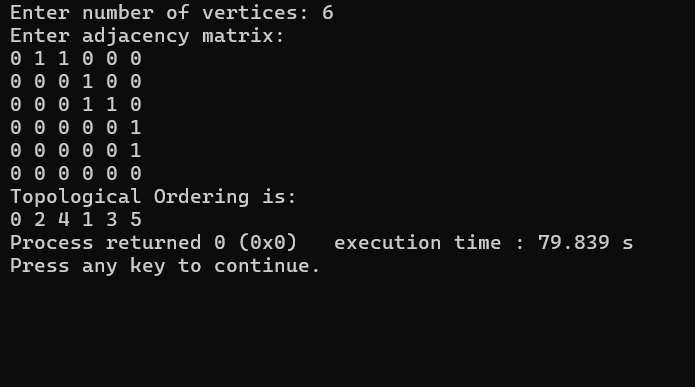 Enter number of vertices: 6
Enter adjacency matrix:
0 1 1 0 0 0
0 0 0 1 0 0
0 0 0 1 1 0
0 0 0 0 0 1
0 0 0 0 0 1
0 0 0 0 0 0
Topological Ordering is:
0 2 4 1 3 5
Process returned 0 (0x0)   execution time : 79.839 s
Press any key to continue.